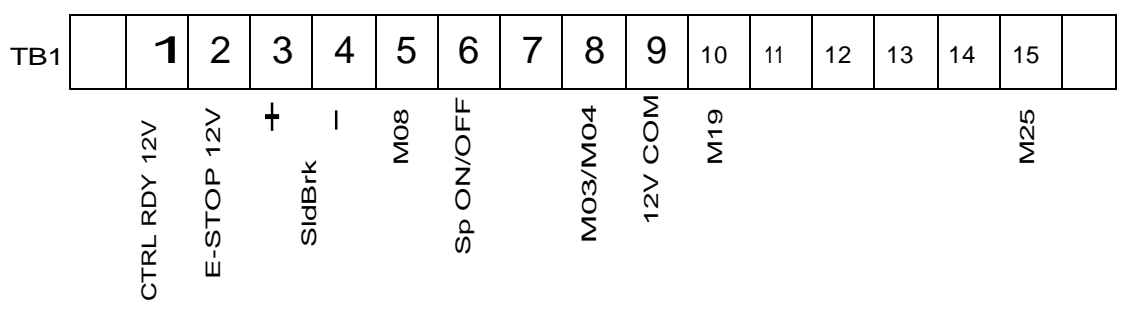 TB1 1 2 3 4 5 6 7 8 9 10 11 12 13 14 15
CTRL RDY 12V
E-STOP 12V
+
–
SldBrk
M08
Sp ON/OFF
M03/M04
12V COM
M19
M25